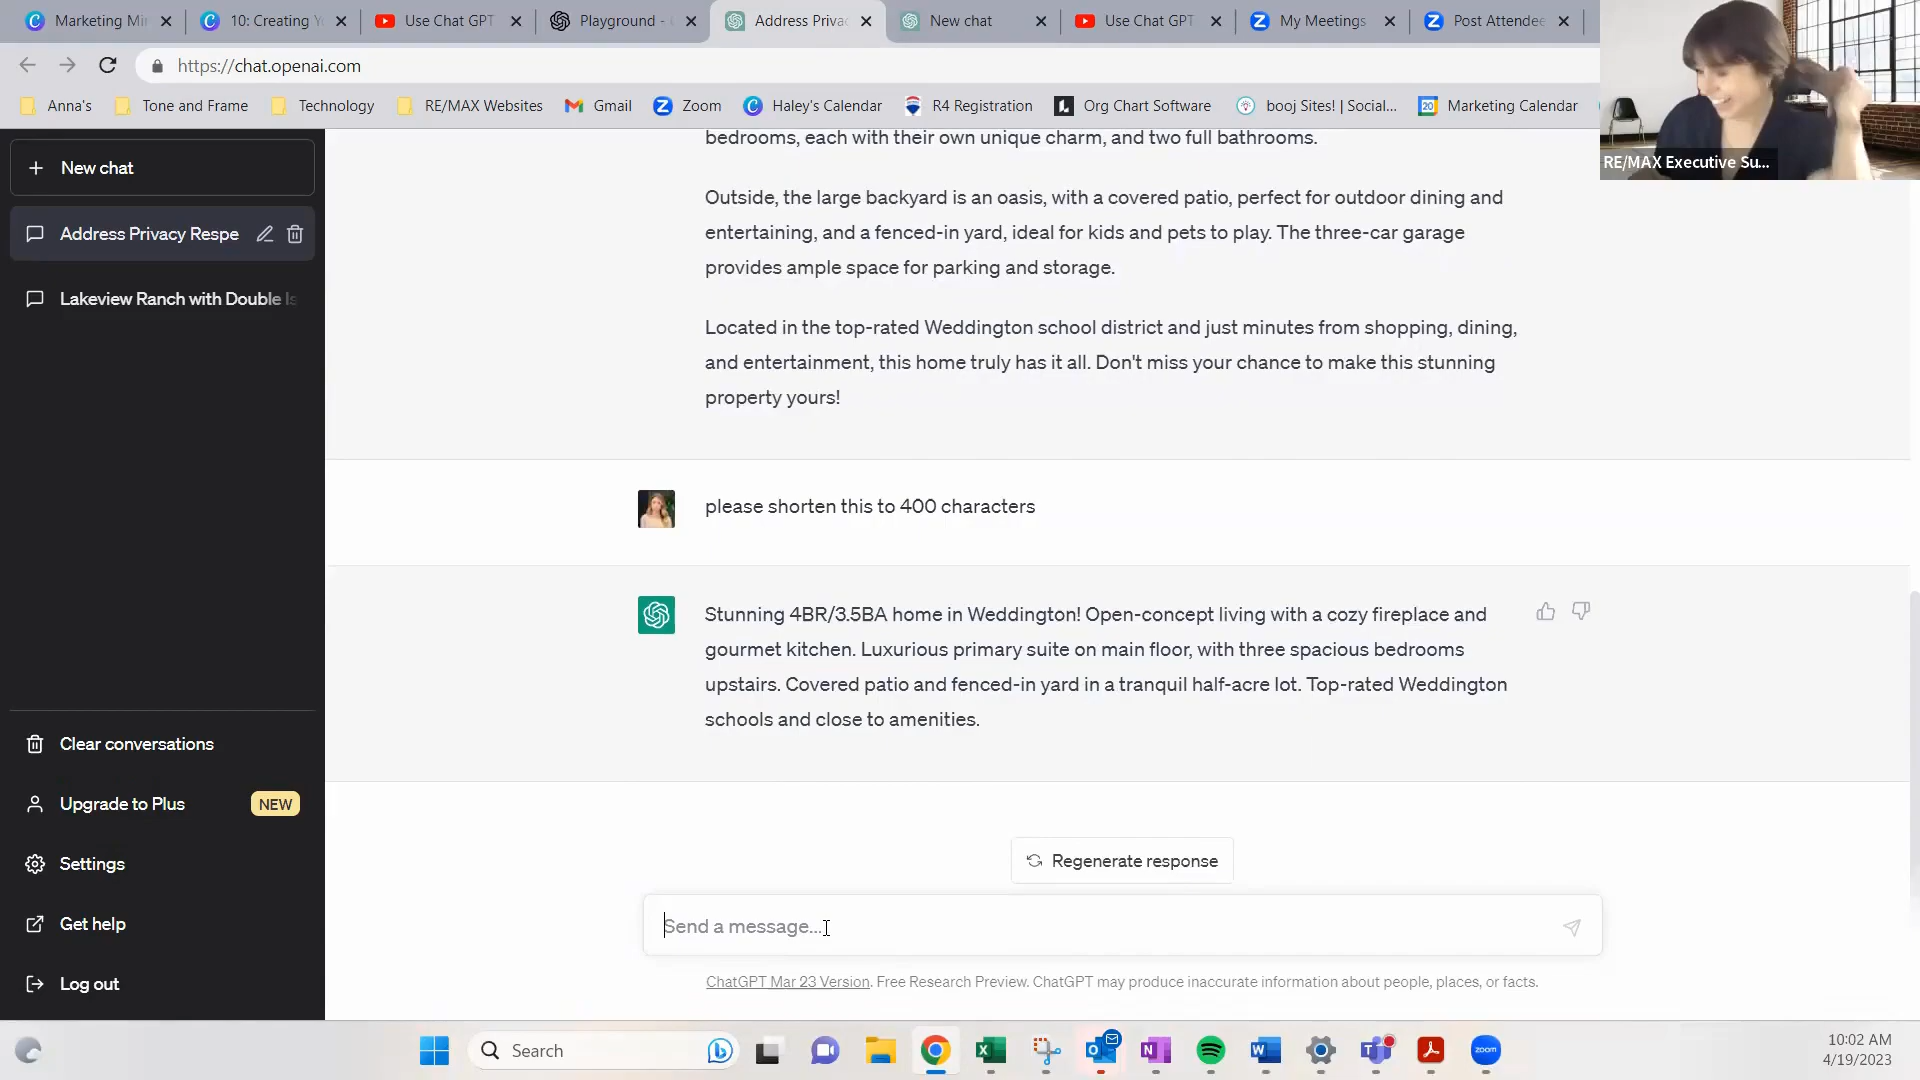 Marketing Mi
10: Creating Y
Use Chat GPT
Playground -
Address Priva
New chat
Use Chat GPT
My Meetings
Post Attendee
https://chat.openai.com
Anna's
Tone and Frame
Technology
RE/MAX Websites
Gmail
Zoom
Haley's Calendar
R4 Registration
Org Chart Software
booj Sites! | Social...
20
Marketing Calendar
RE/MAX Executive Su...
New chat
Address Privacy Respe
Lakeview Ranch with Double Is
bedrooms, each with their own unique charm, and two full bathrooms.
Outside, the large backyard is an oasis, with a covered patio, perfect for outdoor dining and
entertaining, and a fenced-in yard, ideal for kids and pets to play. The three-car garage
provides ample space for parking and storage.
Located in the top-rated Weddington school district and just minutes from shopping, dining,
and entertainment, this home truly has it all. Don't miss your chance to make this stunning
property yours!
please shorten this to 400 characters
Stunning 4BR/3.5BA home in Weddington! Open-concept living with a cozy fireplace and
gourmet kitchen. Luxurious primary suite on main floor, with three spacious bedrooms
upstairs. Covered patio and fenced-in yard in a tranquil half-acre lot. Top-rated Weddington
schools and close to amenities.
Clear conversations
Upgrade to Plus
NEW
Settings
Get help
Log out
Regenerate response
Send a message...
ChatGPT Mar 23 Version. Free Research Preview. ChatGPT may produce inaccurate information about people, places, or facts.
Search
zoom
10:02 AM
4/19/2023